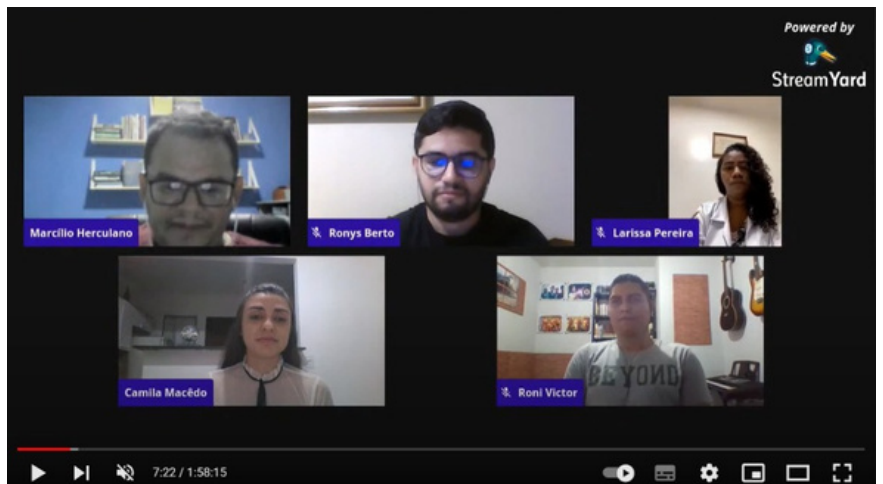 Powered by
StreamYard
Marcílio Herculano
Ronys Berto
Larissa Pereira
Camila Macêdo
BEYOND
Roni Victor
7:22 / 1:58:15